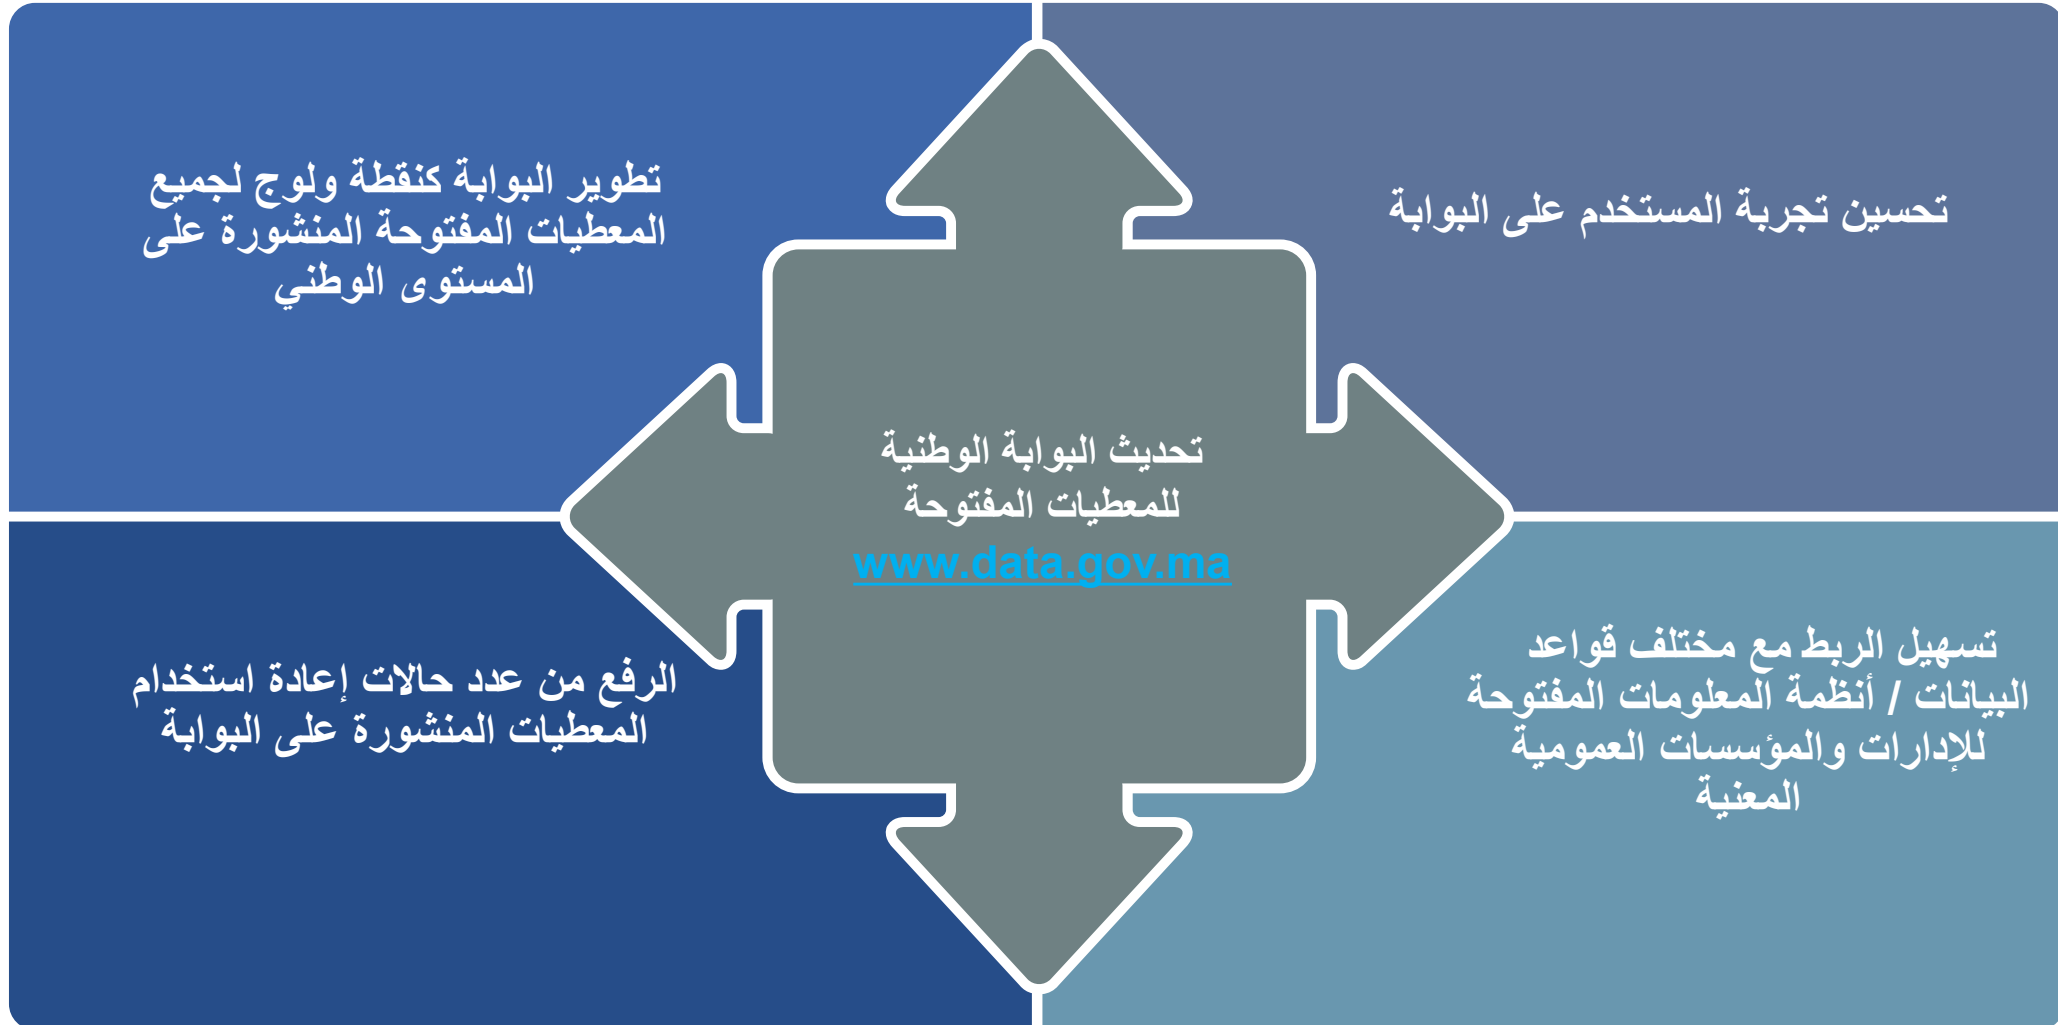 تحسين تجربة المستخدم على البوابة
تطوير البوابة كنقطة ولوج لجميع
المعطيات المفتوحة المنشورة على
المستوى الوطني
تحديث البوابة الوطنية
للمعطيات المفتوحة
www.data.gov.ma
تسهيل الربط مع مختلف قواعد
البيانات / أنظمة المعلومات المفتوحة
للإدارات والمؤسسات العمومية
المعنية
الرفع من عدد حالات إعادة استخدام
المعطيات المنشورة على البوابة